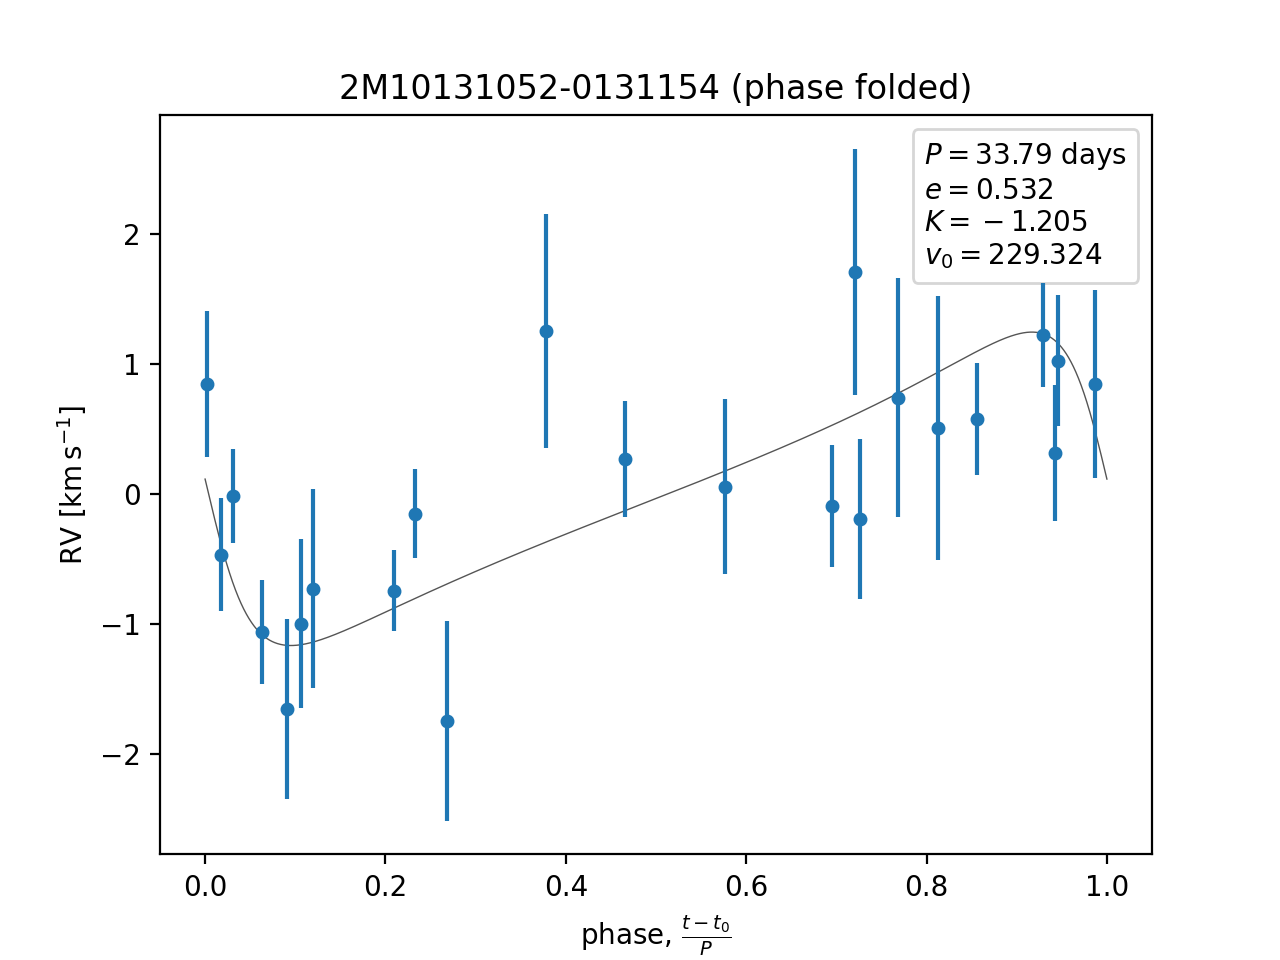 2M10131052-0131154 (phase folded)
P = 33.79 days
e = 0.532
K = −1.205
v₀ = 229.324
RV [km s⁻¹]
2
1
0
−1
−2
0.0 0.2 0.4 0.6 0.8 1.0
phase, (t − t₀)/P